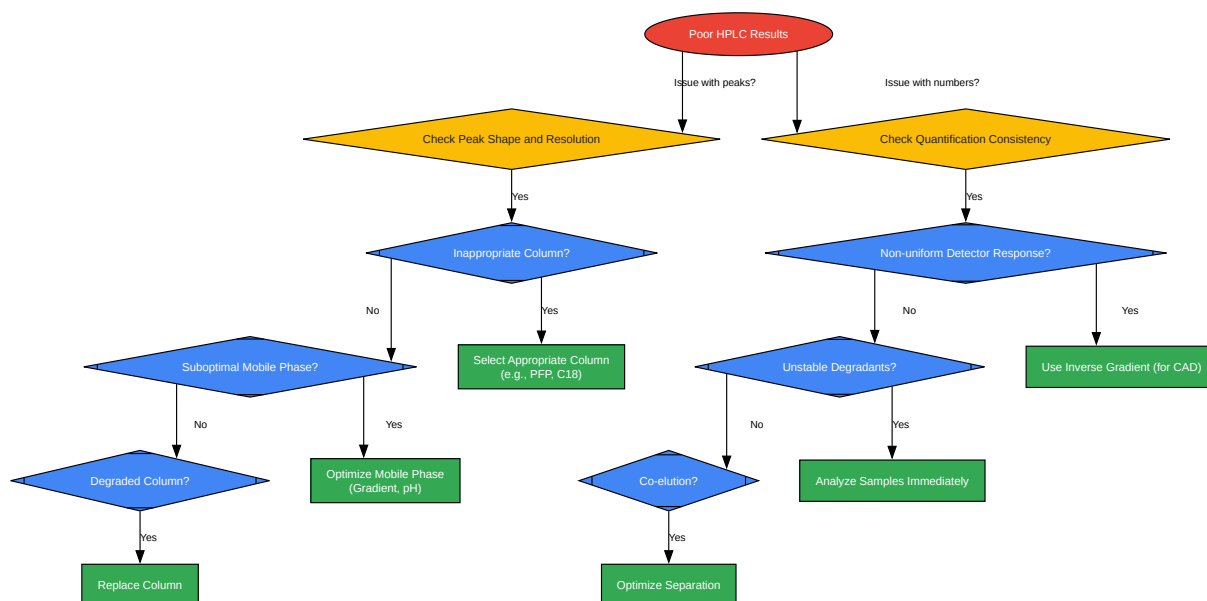 Poor HPLC Results
Issue with peaks?
Issue with numbers?
Check Peak Shape and Resolution
Check Quantification Consistency
Yes
Yes
Inappropriate Column?
Non-uniform Detector Response?
No
Yes
No
Yes
Suboptimal Mobile Phase?
Select Appropriate Column
(e.g., PFP, C18)
Unstable Degradants?
Use Inverse Gradient (for CAD)
No
Yes
No
Yes
Degraded Column?
Optimize Mobile Phase
(Gradient, pH)
Co-elution?
Analyze Samples Immediately
Yes
Yes
Replace Column
Optimize Separation